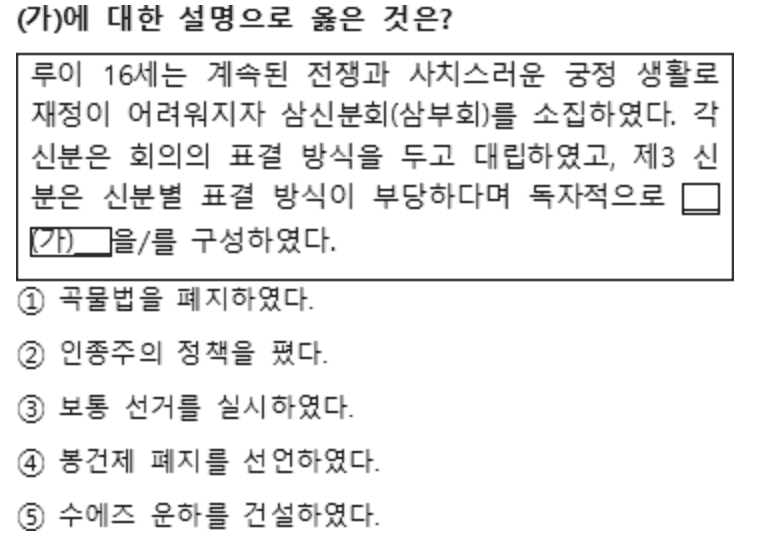 (가)에 대한 설명으로 옳은 것은?
루이 16세는 계속된 전쟁과 사치스러운 궁정 생활로
재정이 어려워지자 삼신분회(삼부회)를 소집하였다. 각
신분은 회의의 표결 방식을 두고 대립하였고, 제3 신
분은 신분별 표결 방식이 부당하다며 독자적으로 __
(가)__을/를 구성하였다.
① 곡물법을 폐지하였다.
② 인종주의 정책을 폈다.
③ 보통 선거를 실시하였다.
④ 봉건제 폐지를 선언하였다.
⑤ 수에즈 운하를 건설하였다.